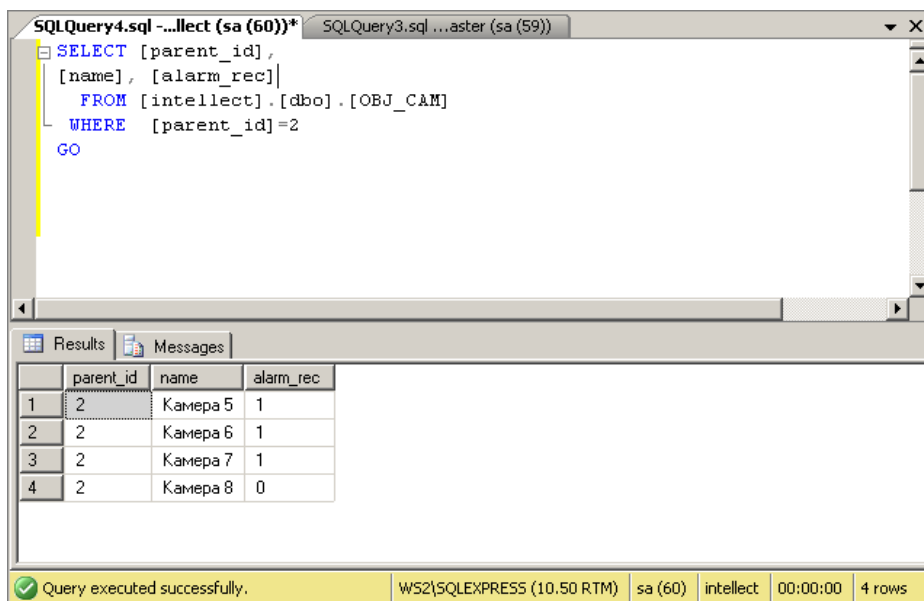 SQLQuery4.sql -...llect (sa (60))* SQLQuery3.sql ...aster (sa (59))
SELECT [parent_id],
[name], [alarm_rec]
FROM [intellect].[dbo].[OBJ_CAM]
WHERE [parent_id]=2
GO
Results Messages
parent_id name alarm_rec
1 2 Камера 5 1
2 2 Камера 6 1
3 2 Камера 7 1
4 2 Камера 8 0
Query executed successfully. WS2\SQLEXPRESS (10.50 RTM) sa (60) intellect 00:00:00 4 rows